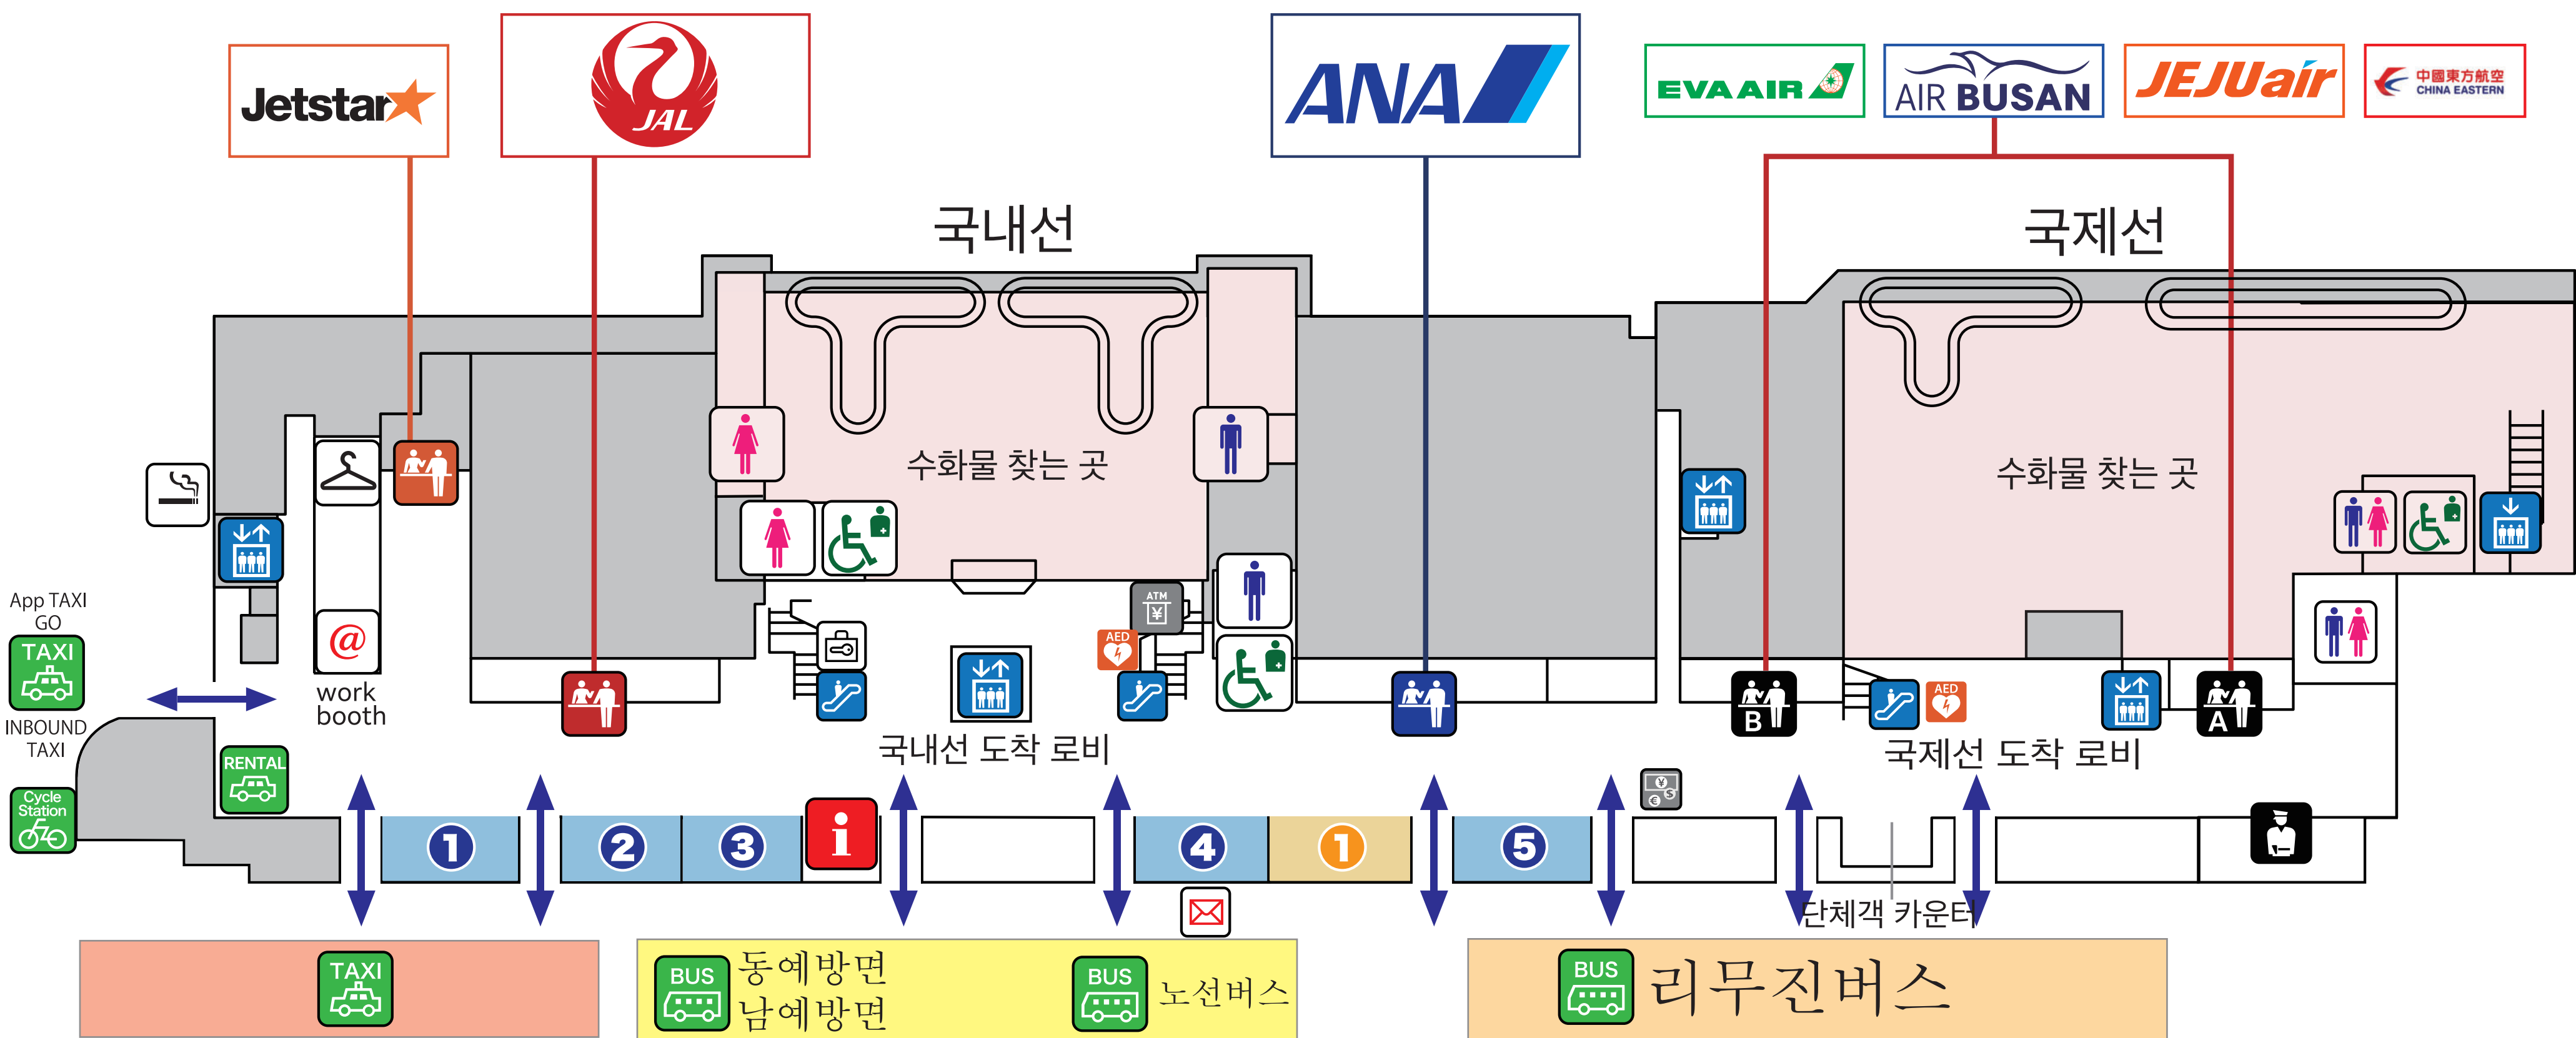 Jetstar
JAL
ANA
EVA AIR
AIR BUSAN
JEJUair
中國東方航空
CHINA EASTERN
국내선
국제선
수화물 찾는 곳
수화물 찾는 곳
ATM
¥
AED
@
work
booth
App TAXI
GO
TAXI
INBOUND
TAXI
RENTAL
Cycle
Station
B
AED
A
국내선 도착 로비
국제선 도착 로비
1
2
3
i
4
1
5
¥
$
€
단체객 카운터
TAXI
BUS
동예방면
남예방면
BUS
노선버스
BUS
리무진버스